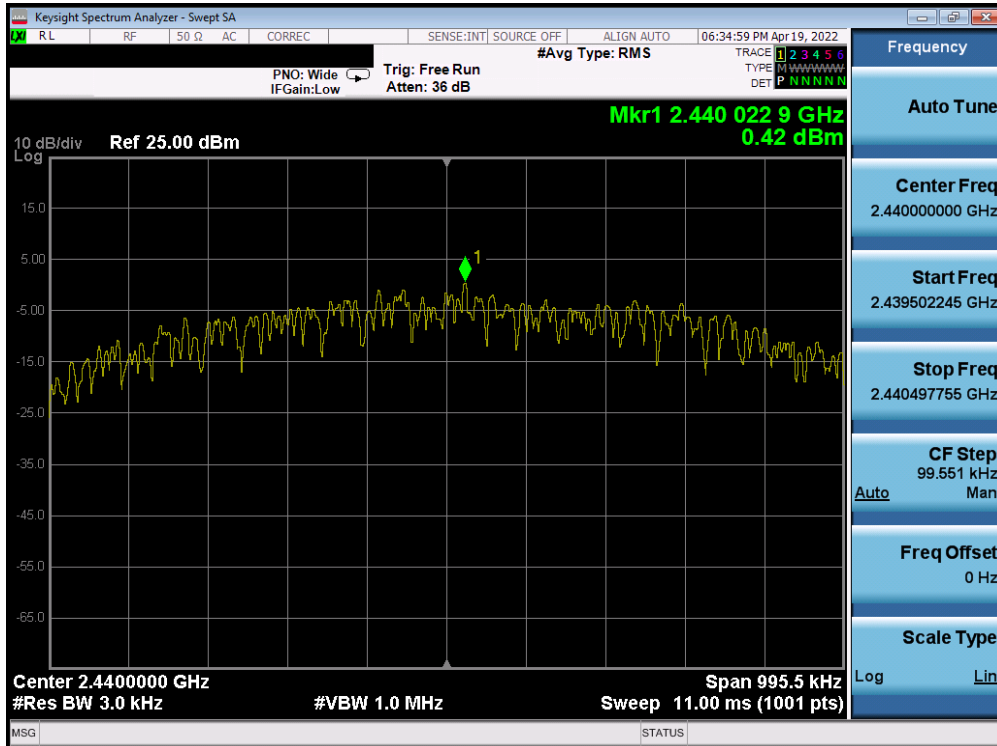 Keysight Spectrum Analyzer - Swept SA
LXI RL RF 50 Ω AC CORREC SENSE:INT SOURCE OFF ALIGN AUTO 06:34:59 PM Apr 19, 2022
#Avg Type: RMS
TRACE 1 2 3 4 5 6
TYPE M WWWWW
DET P N N N N N
PNO: Wide
IFGain:Low
Trig: Free Run
Atten: 36 dB
Mkr1 2.440 022 9 GHz
0.42 dBm
10 dB/div
Log
Ref 25.00 dBm
15.0
5.00
-5.00
-15.0
-25.0
-35.0
-45.0
-55.0
-65.0
1
Center 2.4400000 GHz
Span 995.5 kHz
#Res BW 3.0 kHz
#VBW 1.0 MHz
Sweep 11.00 ms (1001 pts)
MSG
STATUS
Frequency
Auto Tune
Center Freq
2.440000000 GHz
Start Freq
2.439502245 GHz
Stop Freq
2.440497755 GHz
CF Step
99.551 kHz
Auto Man
Freq Offset
0 Hz
Scale Type
Log Lin